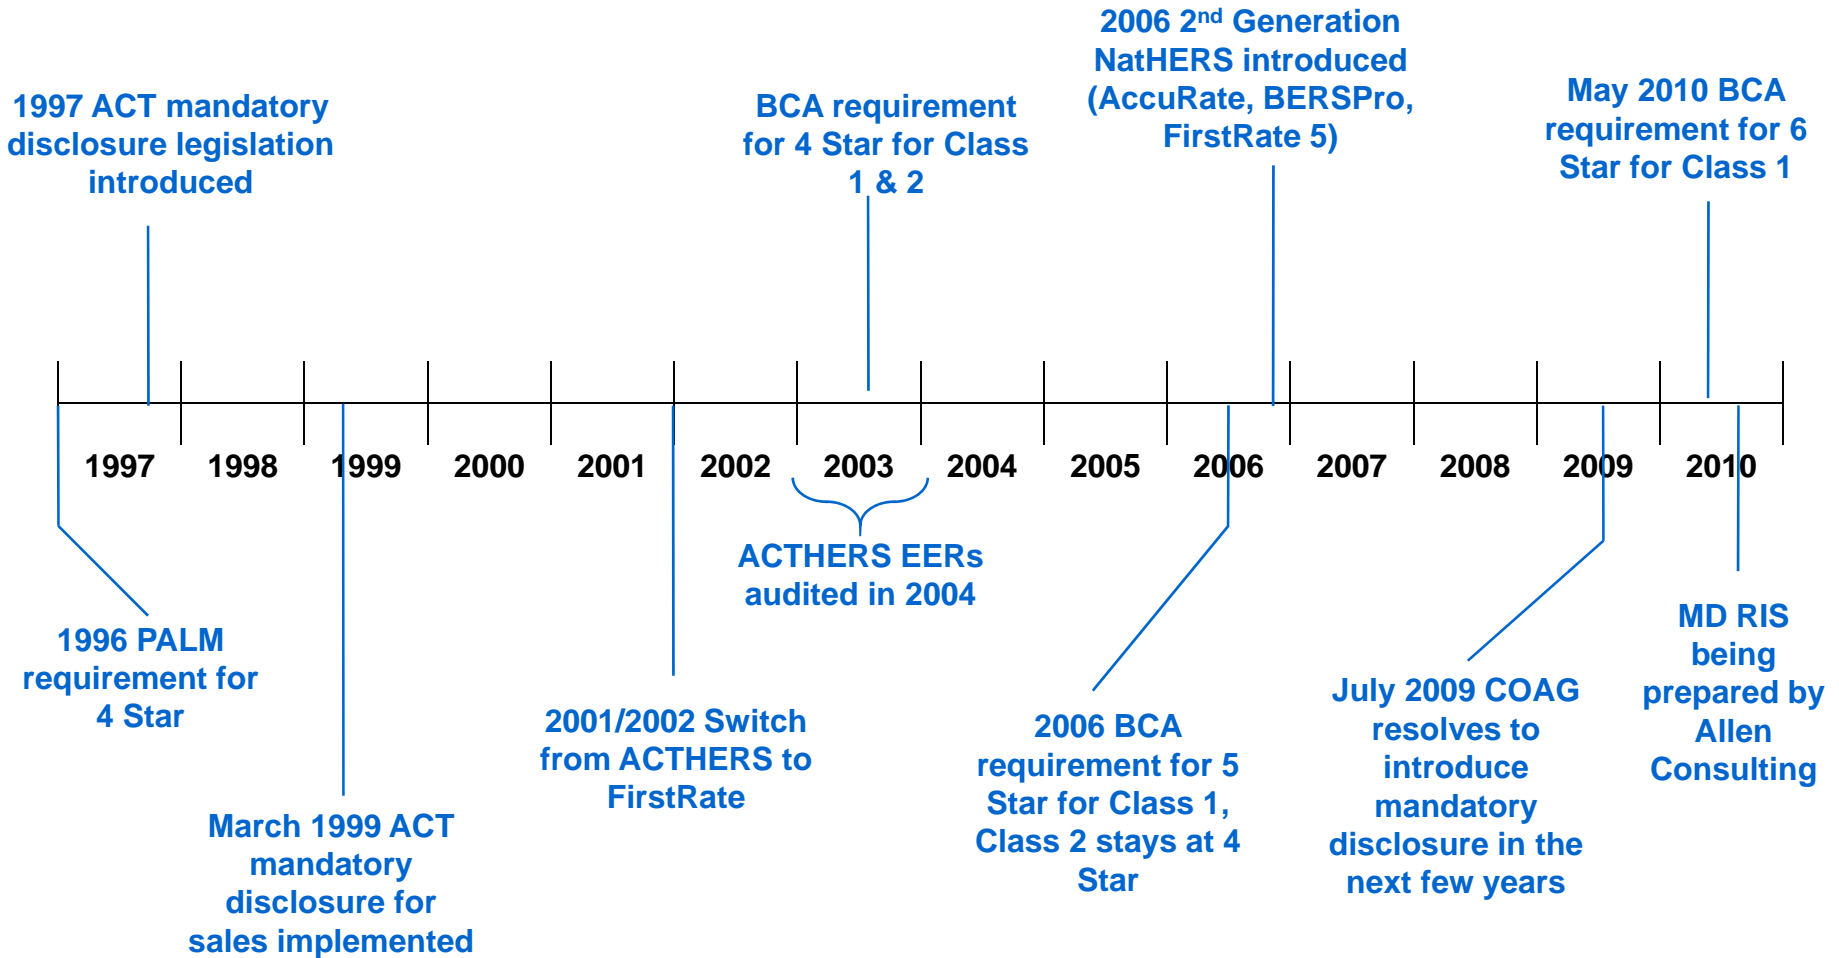 1997 ACT mandatory
disclosure legislation
introduced
BCA requirement
for 4 Star for Class
1 & 2
2006 2nd Generation
NatHERS introduced
(AccuRate, BERSPro,
FirstRate 5)
May 2010 BCA
requirement for 6
Star for Class 1
1997 1998 1999 2000 2001 2002 2003 2004 2005 2006 2007 2008 2009 2010
1996 PALM
requirement for
4 Star
March 1999 ACT
mandatory
disclosure for
sales implemented
2001/2002 Switch
from ACTHERS to
FirstRate
ACTHERS EERs
audited in 2004
2006 BCA
requirement for 5
Star for Class 1,
Class 2 stays at 4
Star
July 2009 COAG
resolves to
introduce
mandatory
disclosure in the
next few years
MD RIS
being
prepared by
Allen
Consulting